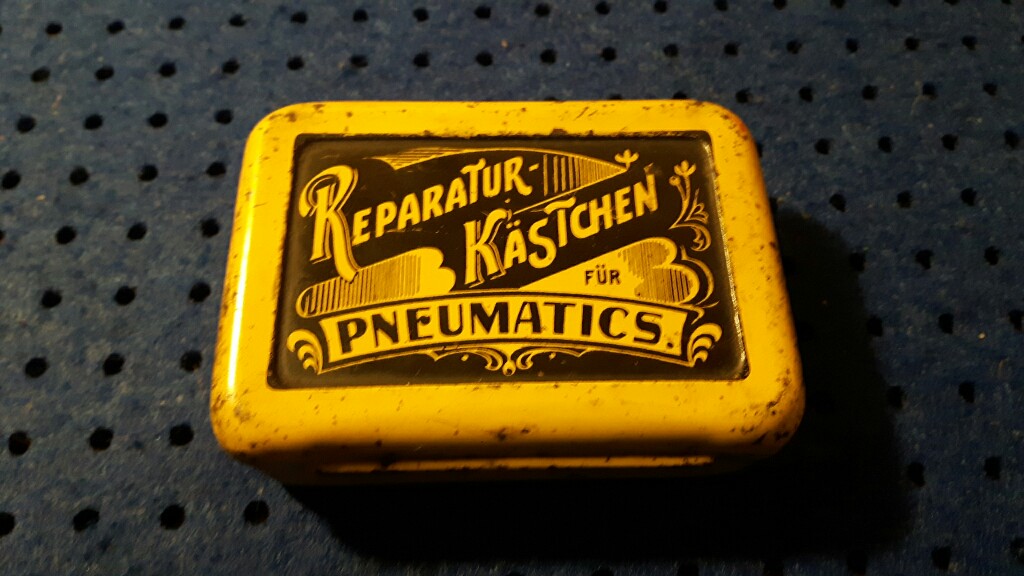 REPARATUR-
KÄSTCHEN
FÜR
PNEUMATICS.